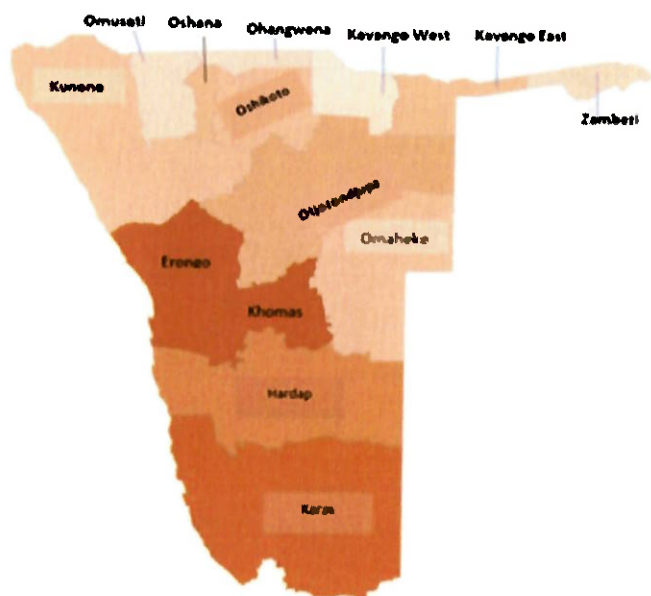 Omusati
Oshana
Ohangwena
Kavango West
Kavango East
Kunene
Oshikoto
Zambezi
Otjozondjupa
Omaheke
Erongo
Khomas
Hardap
Karas